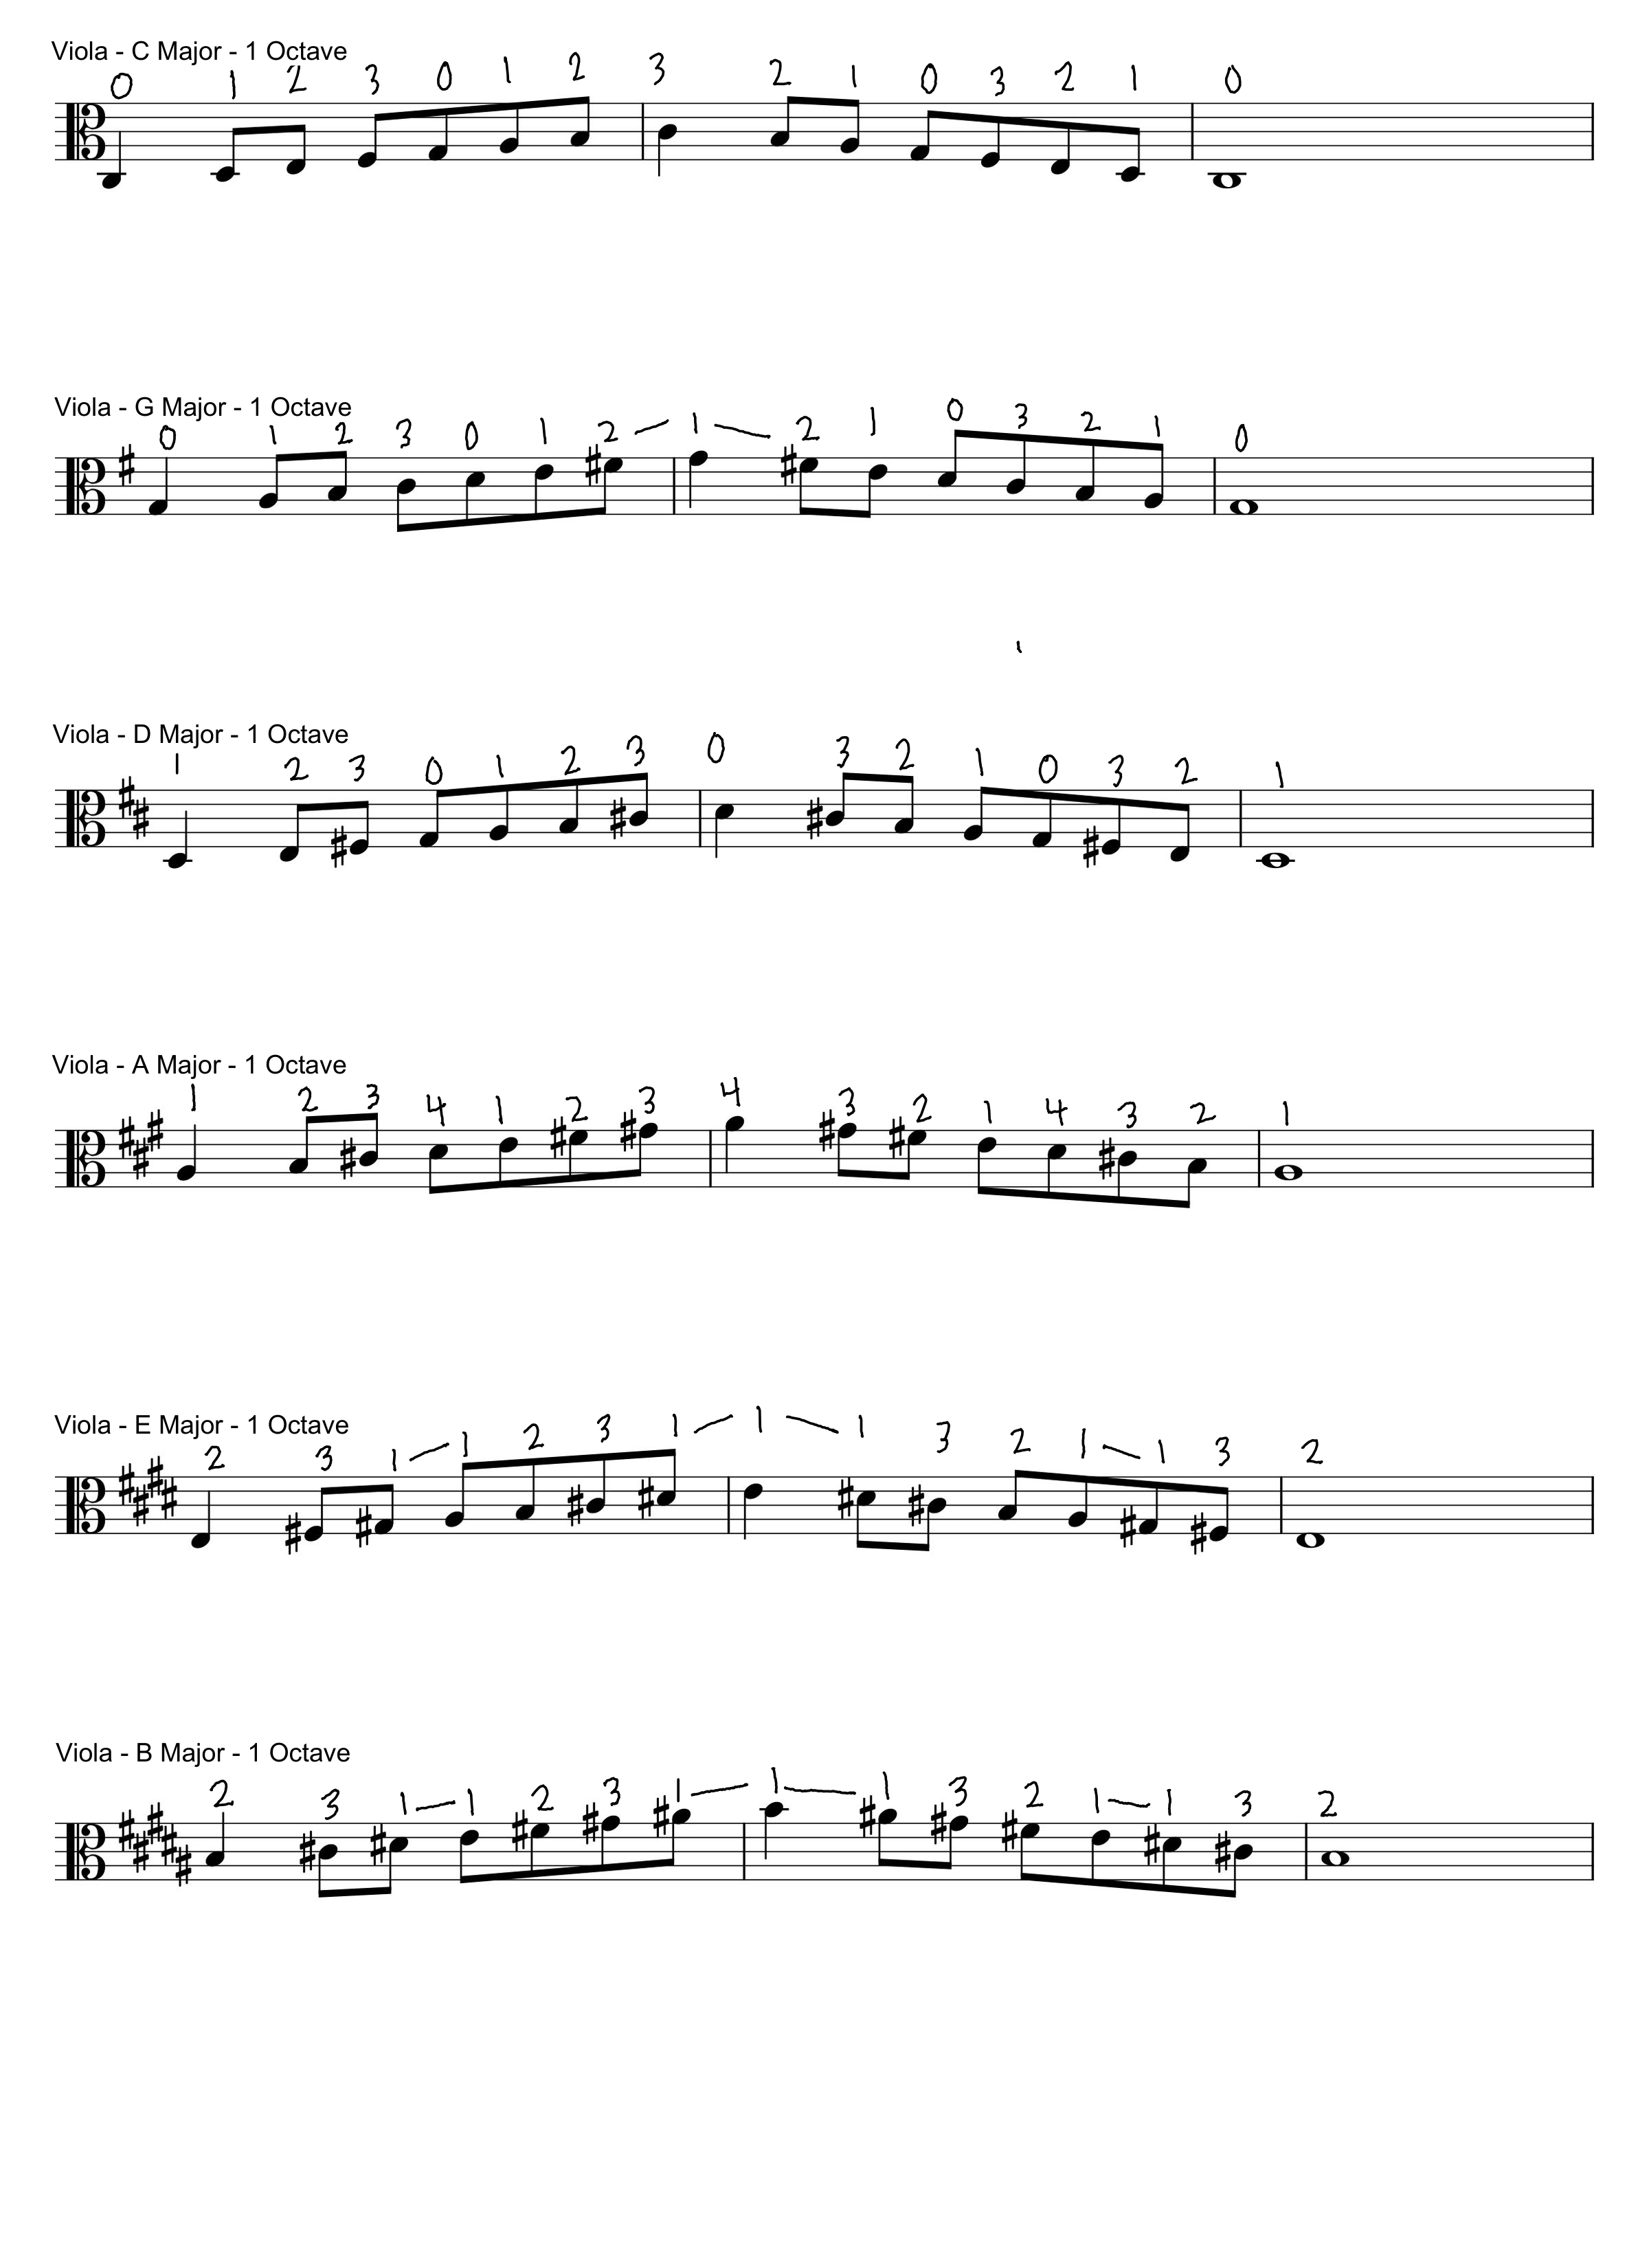 Viola - C Major - 1 Octave
0 1 2 3 0 1 2 3 2 1 0 3 2 1 0
Viola - G Major - 1 Octave
0 1 2 3 0 1 2 1 2 1 0 3 2 1 0
Viola - D Major - 1 Octave
1 2 3 0 1 2 3 0 3 2 1 0 3 2 1
Viola - A Major - 1 Octave
1 2 3 4 1 2 3 4 3 2 1 4 3 2 1
Viola - E Major - 1 Octave
2 3 1 1 2 3 1 1 1 3 2 1 1 3 2
Viola - B Major - 1 Octave
2 3 1 1 2 3 1 1 1 3 2 1 1 3 2